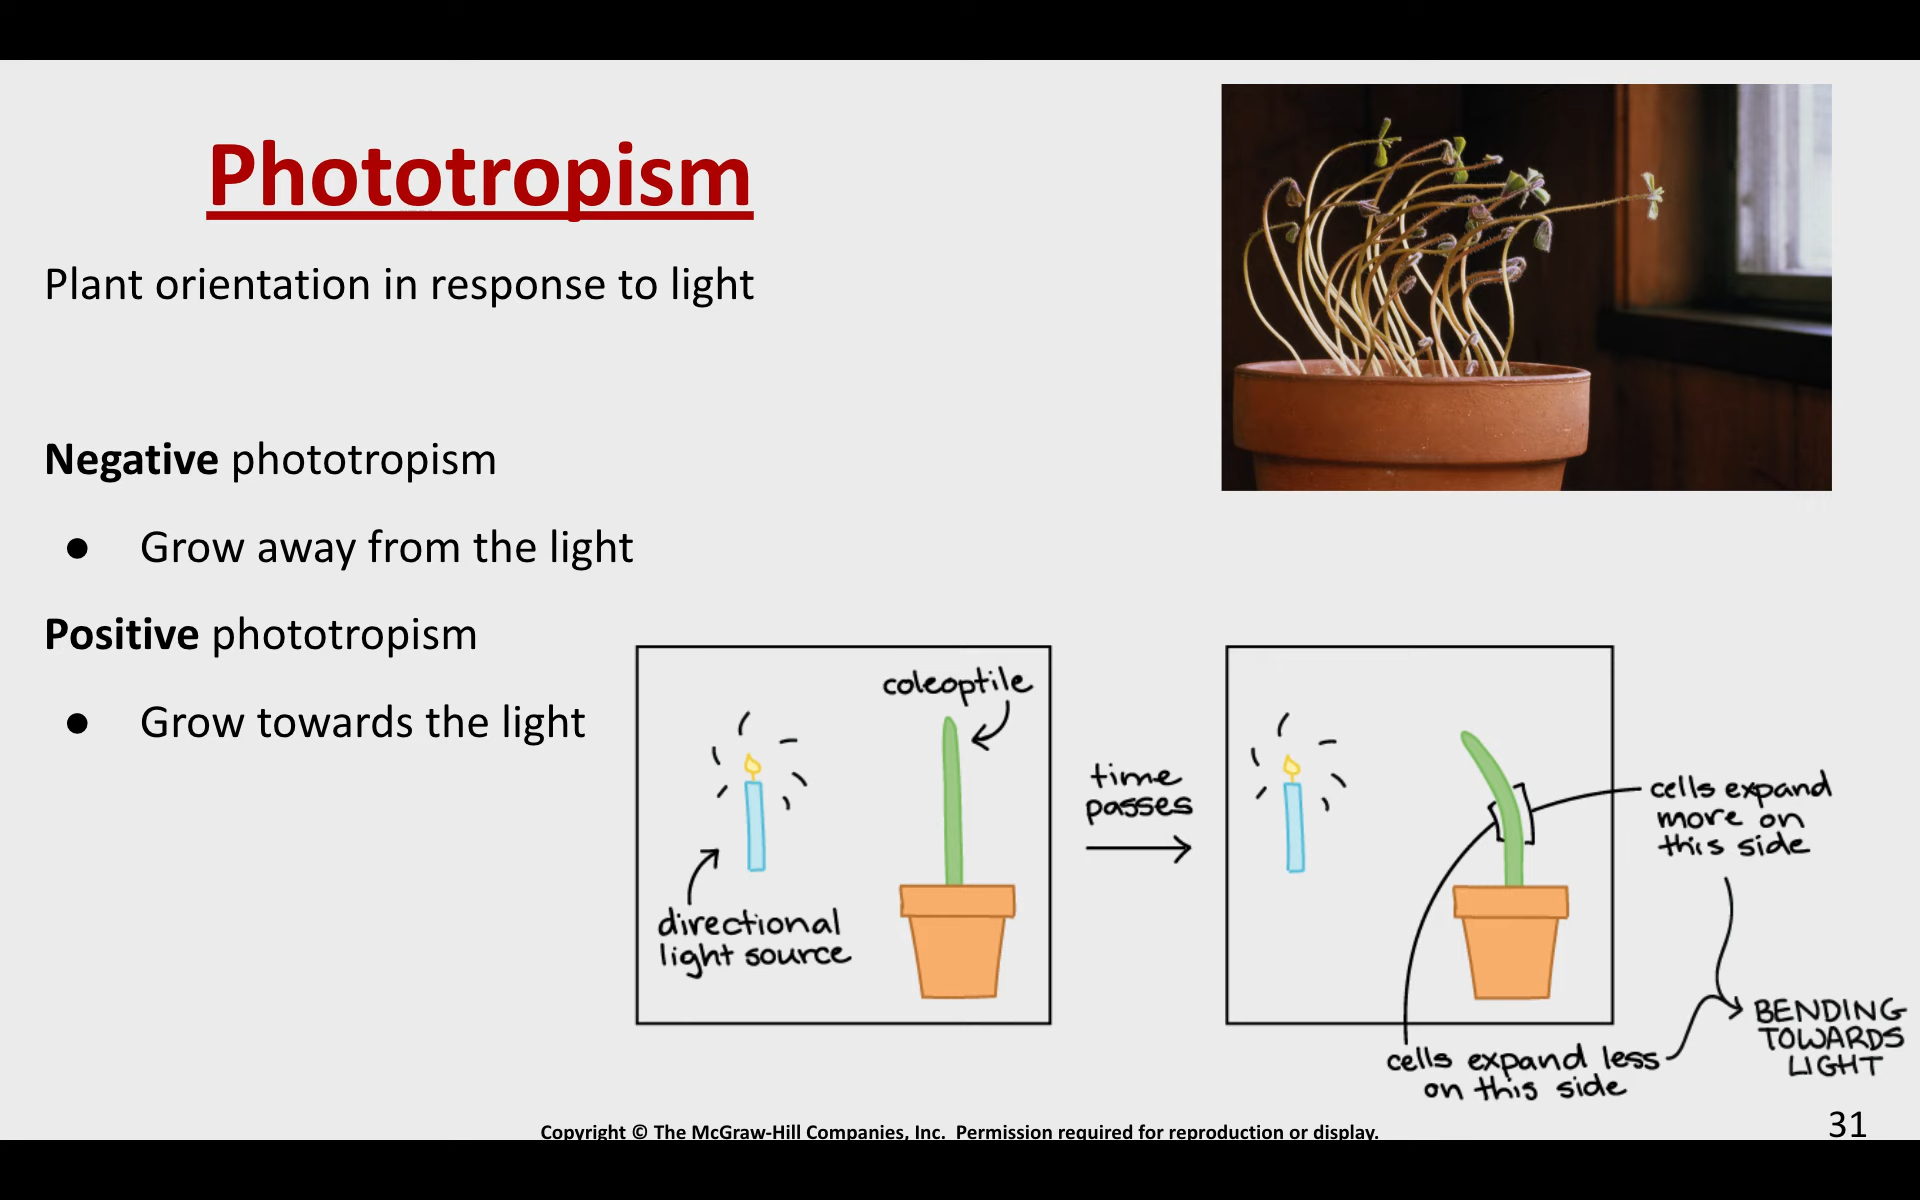 Phototropism
Plant orientation in response to light
Negative phototropism
● Grow away from the light
Positive phototropism
● Grow towards the light
coleoptile
directional
light source
time
passes
cells expand
more on
this side
cells expand less
on this side
BENDING
TOWARDS
LIGHT
Copyright © The McGraw-Hill Companies, Inc. Permission required for reproduction or display.
31